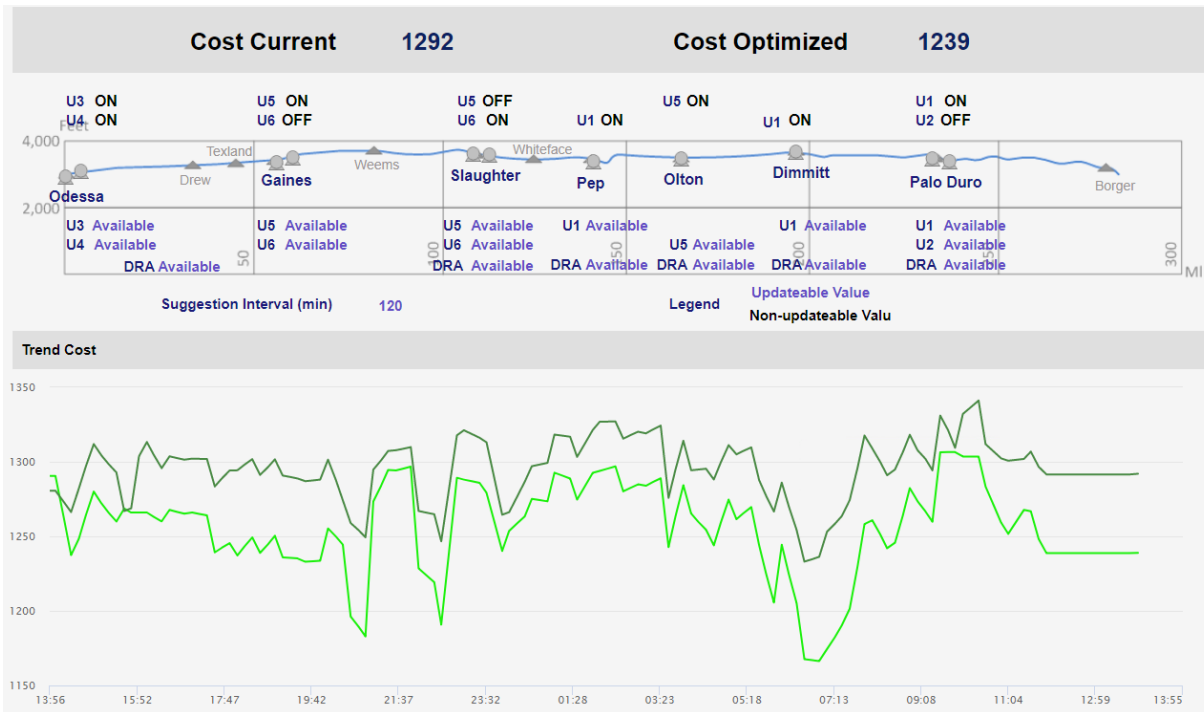 Cost Current 1292 Cost Optimized 1239
U3 ON U5 ON U5 OFF U5 ON U1 ON
U4 ON U6 OFF U6 ON U1 ON U1 ON U2 OFF
Feet
4,000
Texland Whiteface
Drew Weems
Odessa Gaines Slaughter Pep Olton Dimmitt Palo Duro Borger
2,000
U3 Available U5 Available U5 Available U1 Available U1 Available U1 Available
U4 Available U6 Available U6 Available U5 Available U2 Available
DRA Available DRA Available DRA Available DRA Available DRA Available DRA Available
50 100 150 200 250 300 MI
Suggestion Interval (min) 120 Legend Updateable Value
Non-updateable Valu
Trend Cost
1350
1300
1250
1200
1150
13:56 15:52 17:47 19:42 21:37 23:32 01:28 03:23 05:18 07:13 09:08 11:04 12:59 13:55